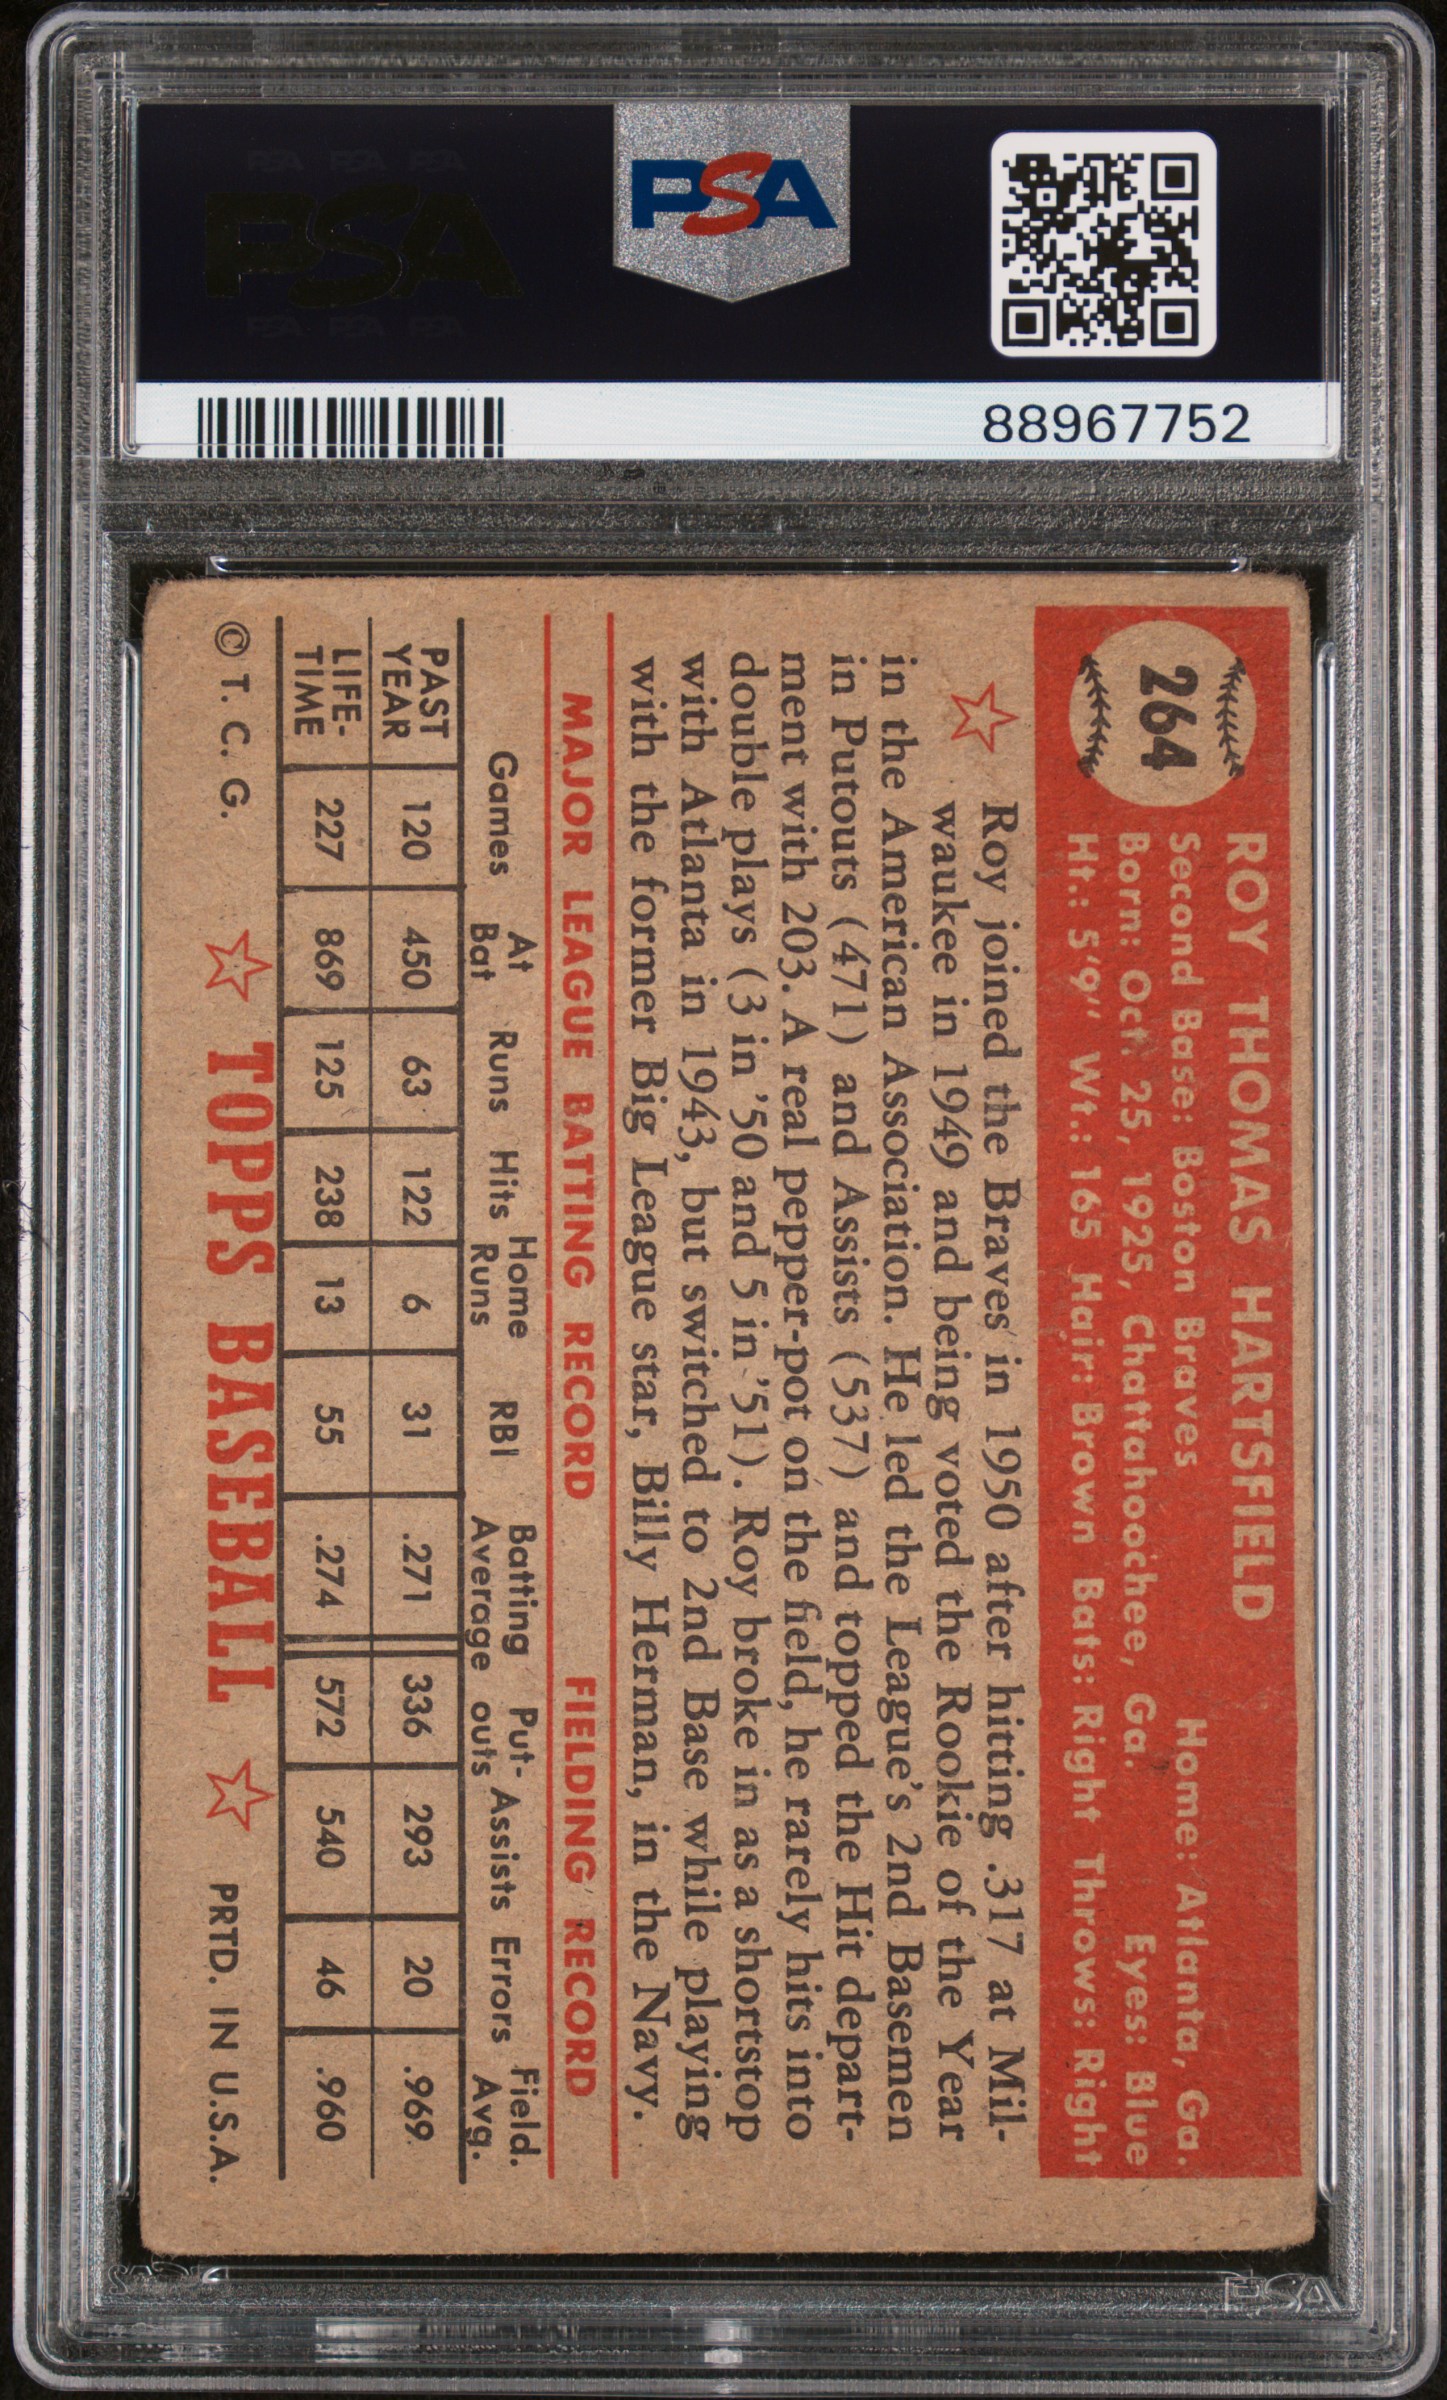 PSA PSA PSA
PSA
PSA PSA PSA
PSA
88967752
264
ROY THOMAS HARTSFIELD
Second Base: Boston Braves Home: Atlanta, Ga.
Born: Oct. 25, 1925, Chattahoochee, Ga. Eyes: Blue
Ht.: 5'9" Wt.: 165 Hair: Brown Bats: Right Throws: Right
Roy joined the Braves in 1950 after hitting .317 at Mil-
waukee in 1949 and being voted the Rookie of the Year
in the American Association. He led the League's 2nd Basemen
in Putouts (471) and Assists (537) and topped the Hit depart-
ment with 203. A real pepper-pot on the field, he rarely hits into
double plays (3 in '50 and 5 in '51). Roy broke in as a shortstop
with Atlanta in 1943, but switched to 2nd Base while playing
with the former Big League star, Billy Herman, in the Navy.
MAJOR LEAGUE BATTING RECORD FIELDING RECORD
Games At Bat Runs Hits Home Runs RBI Batting Average Put-outs Assists Errors Field. Avg.
PAST YEAR 120 450 63 122 6 31 .271 336 293 20 .969
LIFE-TIME 227 869 125 238 13 55 .274 572 540 46 .960
© T. C. G. TOPPS BASEBALL PRTD. IN U.S.A.
PSA
PSA